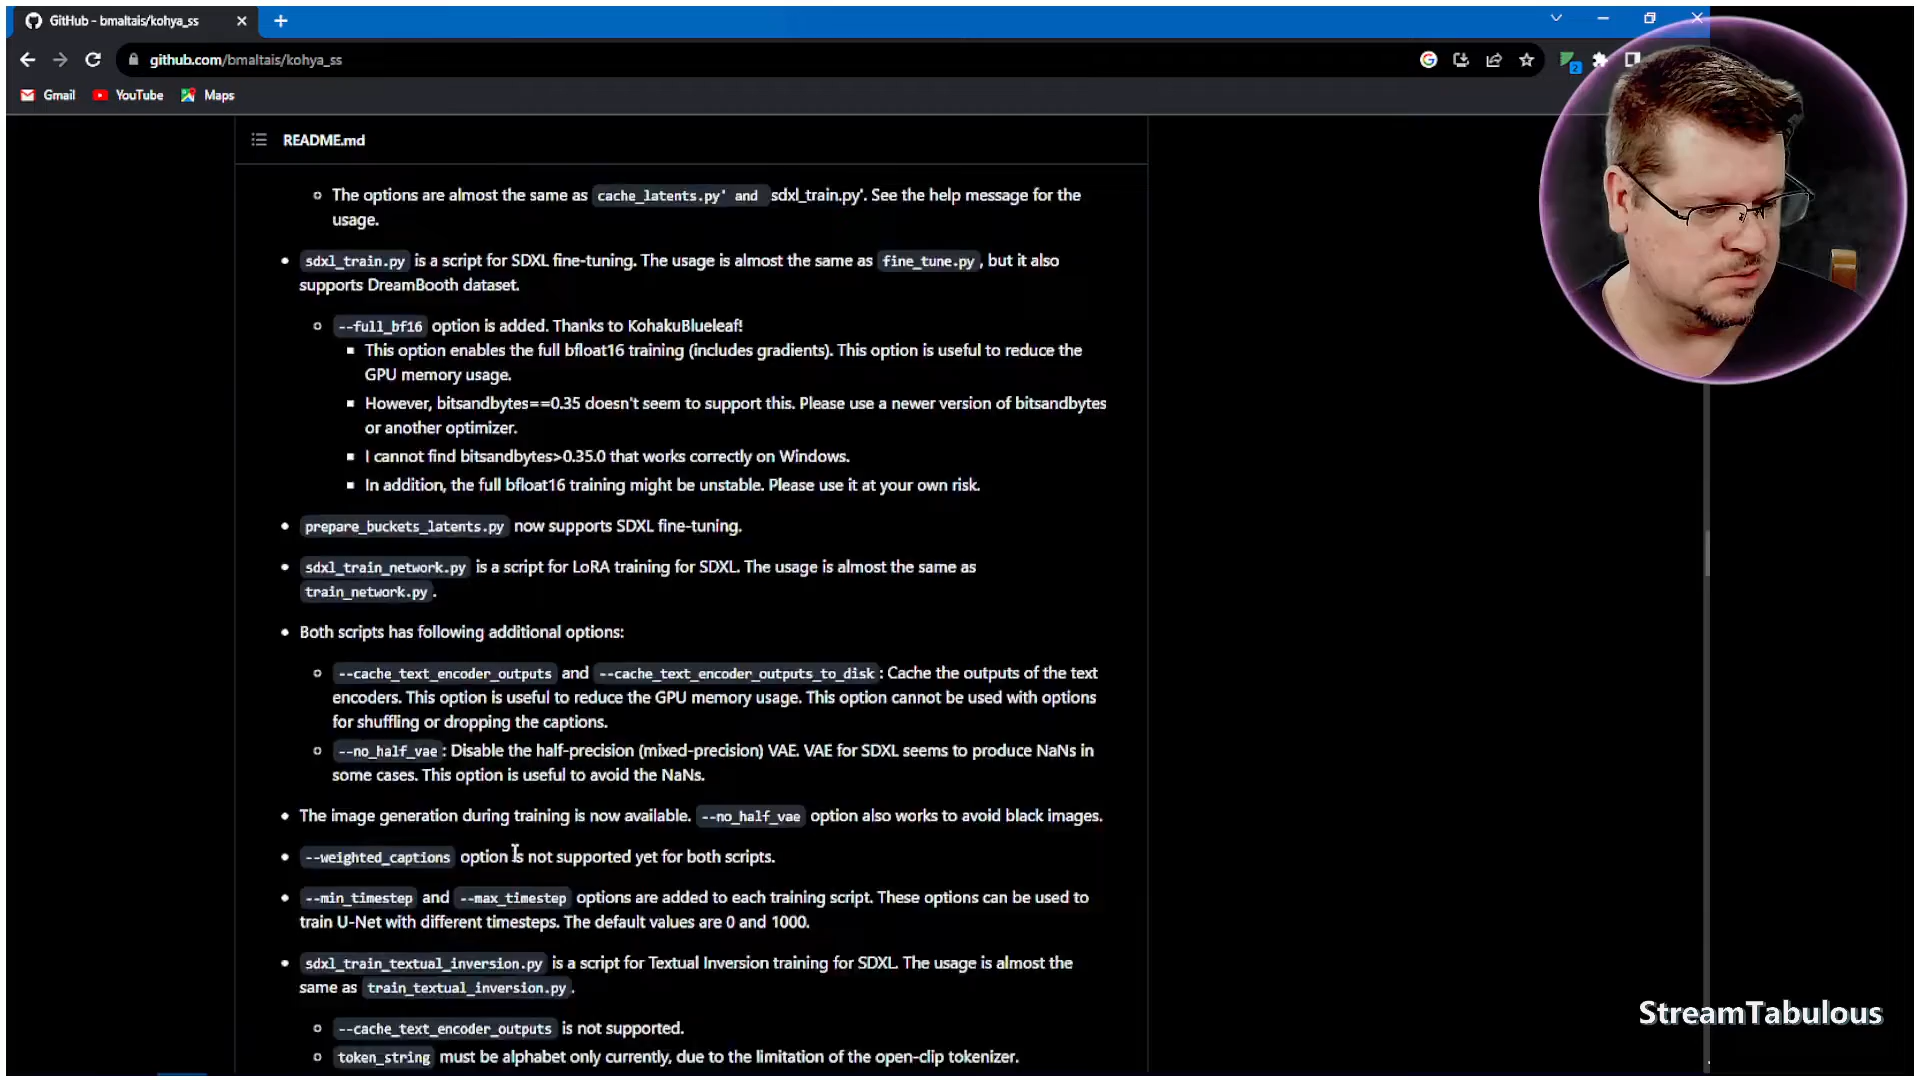 GitHub - bmaltais/kohya_ss
github.com/bmaltais/kohya_ss
Gmail YouTube Maps
2
README.md
The options are almost the same as cache_latents.py' and sdxl_train.py'. See the help message for the
usage.
sdxl_train.py is a script for SDXL fine-tuning. The usage is almost the same as fine_tune.py, but it also
supports DreamBooth dataset.
--full_bf16 option is added. Thanks to KohakuBlueleaf!
This option enables the full bfloat16 training (includes gradients). This option is useful to reduce the
GPU memory usage.
However, bitsandbytes==0.35 doesn't seem to support this. Please use a newer version of bitsandbytes
or another optimizer.
I cannot find bitsandbytes>0.35.0 that works correctly on Windows.
In addition, the full bfloat16 training might be unstable. Please use it at your own risk.
prepare_buckets_latents.py now supports SDXL fine-tuning.
sdxl_train_network.py is a script for LoRA training for SDXL. The usage is almost the same as
train_network.py.
Both scripts has following additional options:
--cache_text_encoder_outputs and --cache_text_encoder_outputs_to_disk: Cache the outputs of the text
encoders. This option is useful to reduce the GPU memory usage. This option cannot be used with options
for shuffling or dropping the captions.
--no_half_vae: Disable the half-precision (mixed-precision) VAE. VAE for SDXL seems to produce NaNs in
some cases. This option is useful to avoid the NaNs.
The image generation during training is now available. --no_half_vae option also works to avoid black images.
--weighted_captions option is not supported yet for both scripts.
--min_timestep and --max_timestep options are added to each training script. These options can be used to
train U-Net with different timesteps. The default values are 0 and 1000.
sdxl_train_textual_inversion.py is a script for Textual Inversion training for SDXL. The usage is almost the
same as train_textual_inversion.py.
--cache_text_encoder_outputs is not supported.
token_string must be alphabet only currently, due to the limitation of the open-clip tokenizer.
StreamTabulous